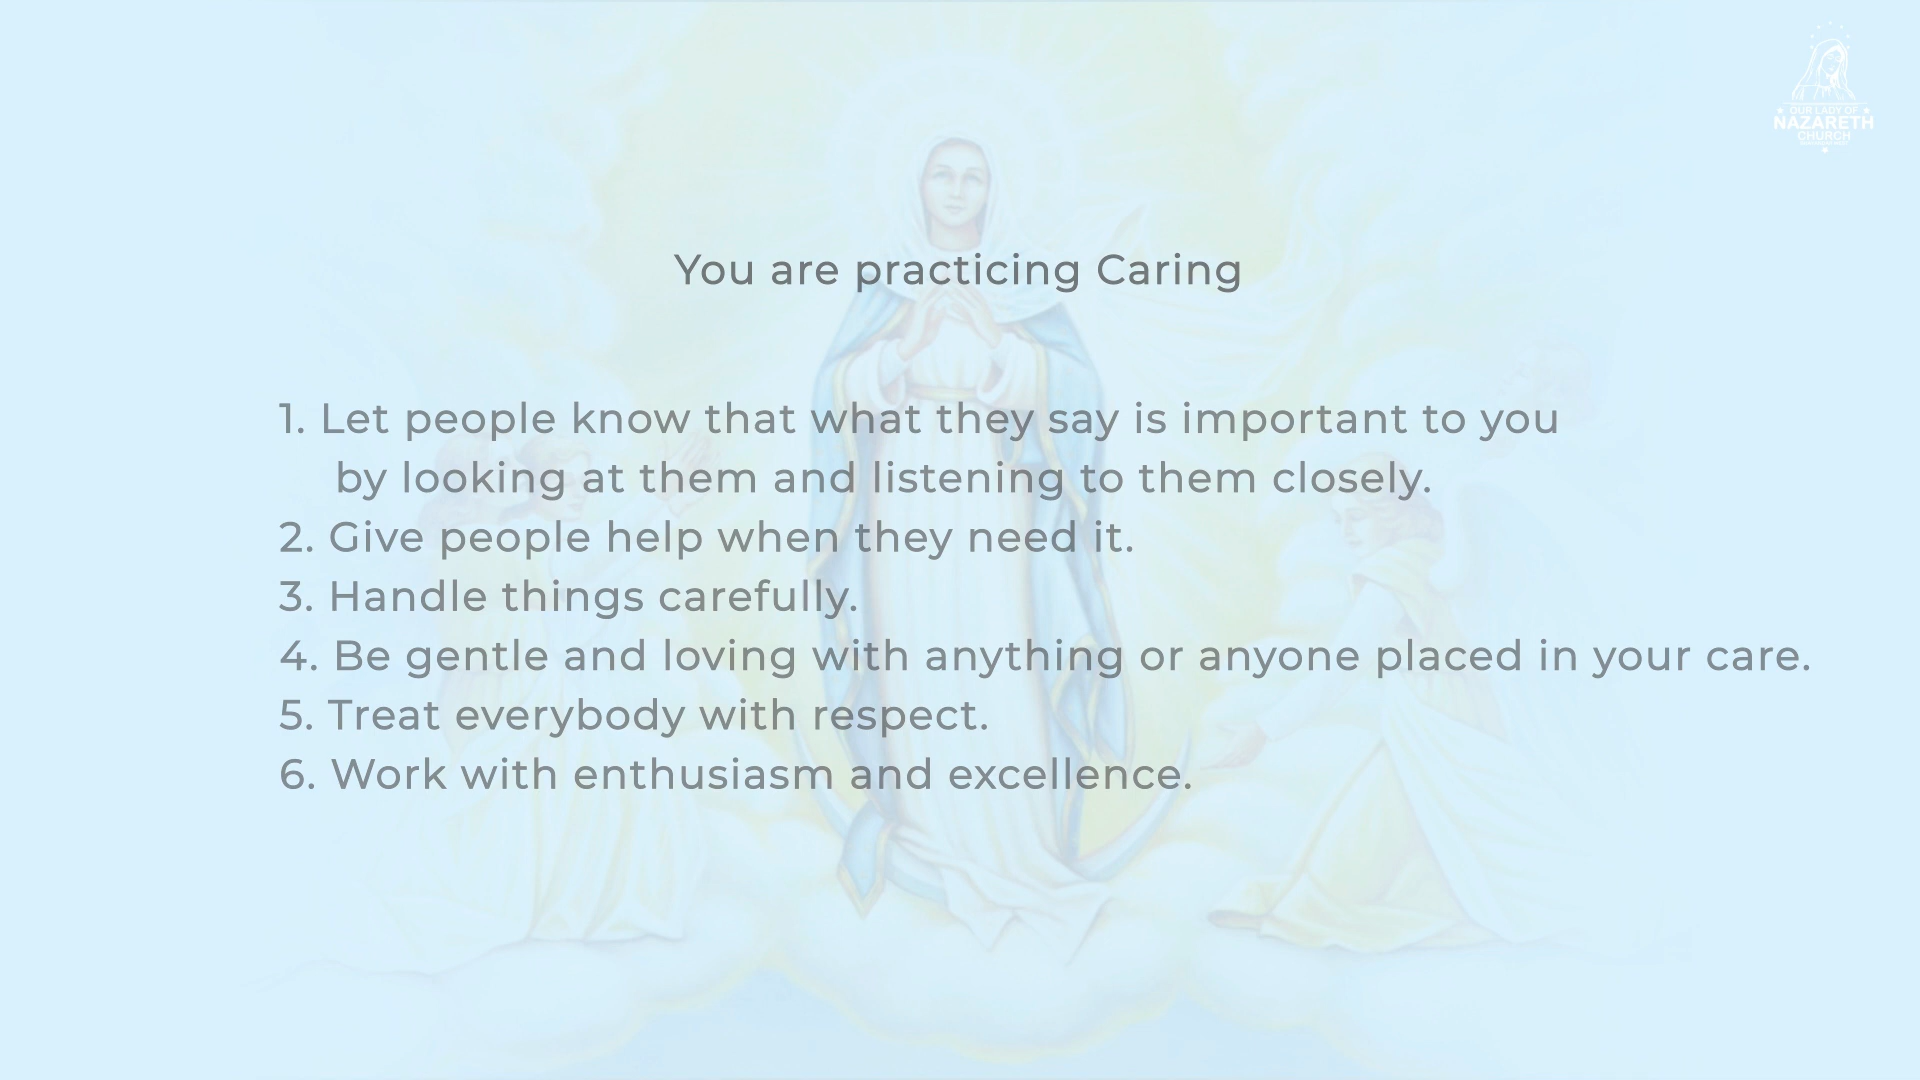 OUR LADY OF
NAZARETH
CHURCH
You are practicing Caring
1. Let people know that what they say is important to you
by looking at them and listening to them closely.
2. Give people help when they need it.
3. Handle things carefully.
4. Be gentle and loving with anything or anyone placed in your care.
5. Treat everybody with respect.
6. Work with enthusiasm and excellence.